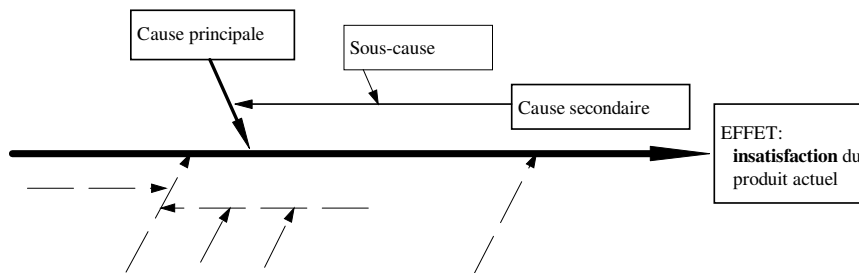 Cause principale
Sous-cause
Cause secondaire
EFFET:
insatisfaction du
produit actuel